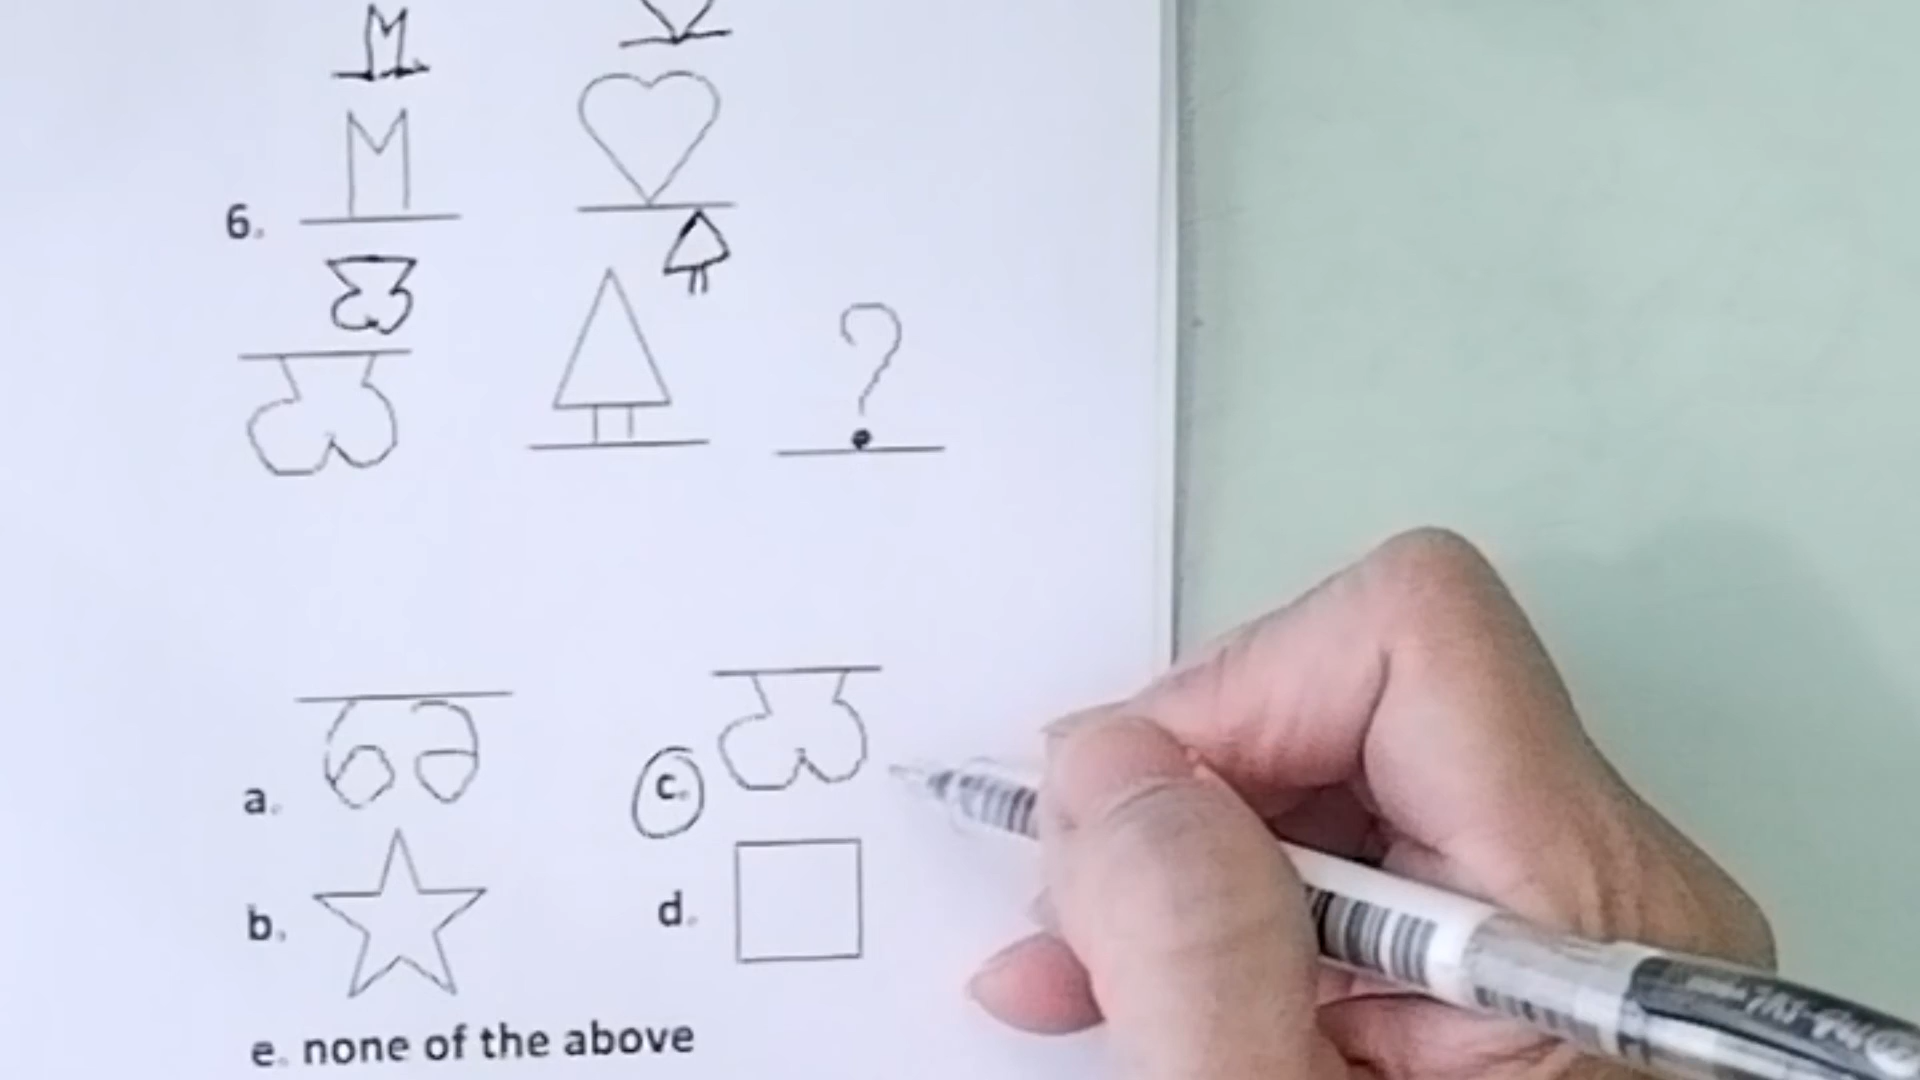 M
M
6.
?
a.
c.
b.
d.
e. none of the above